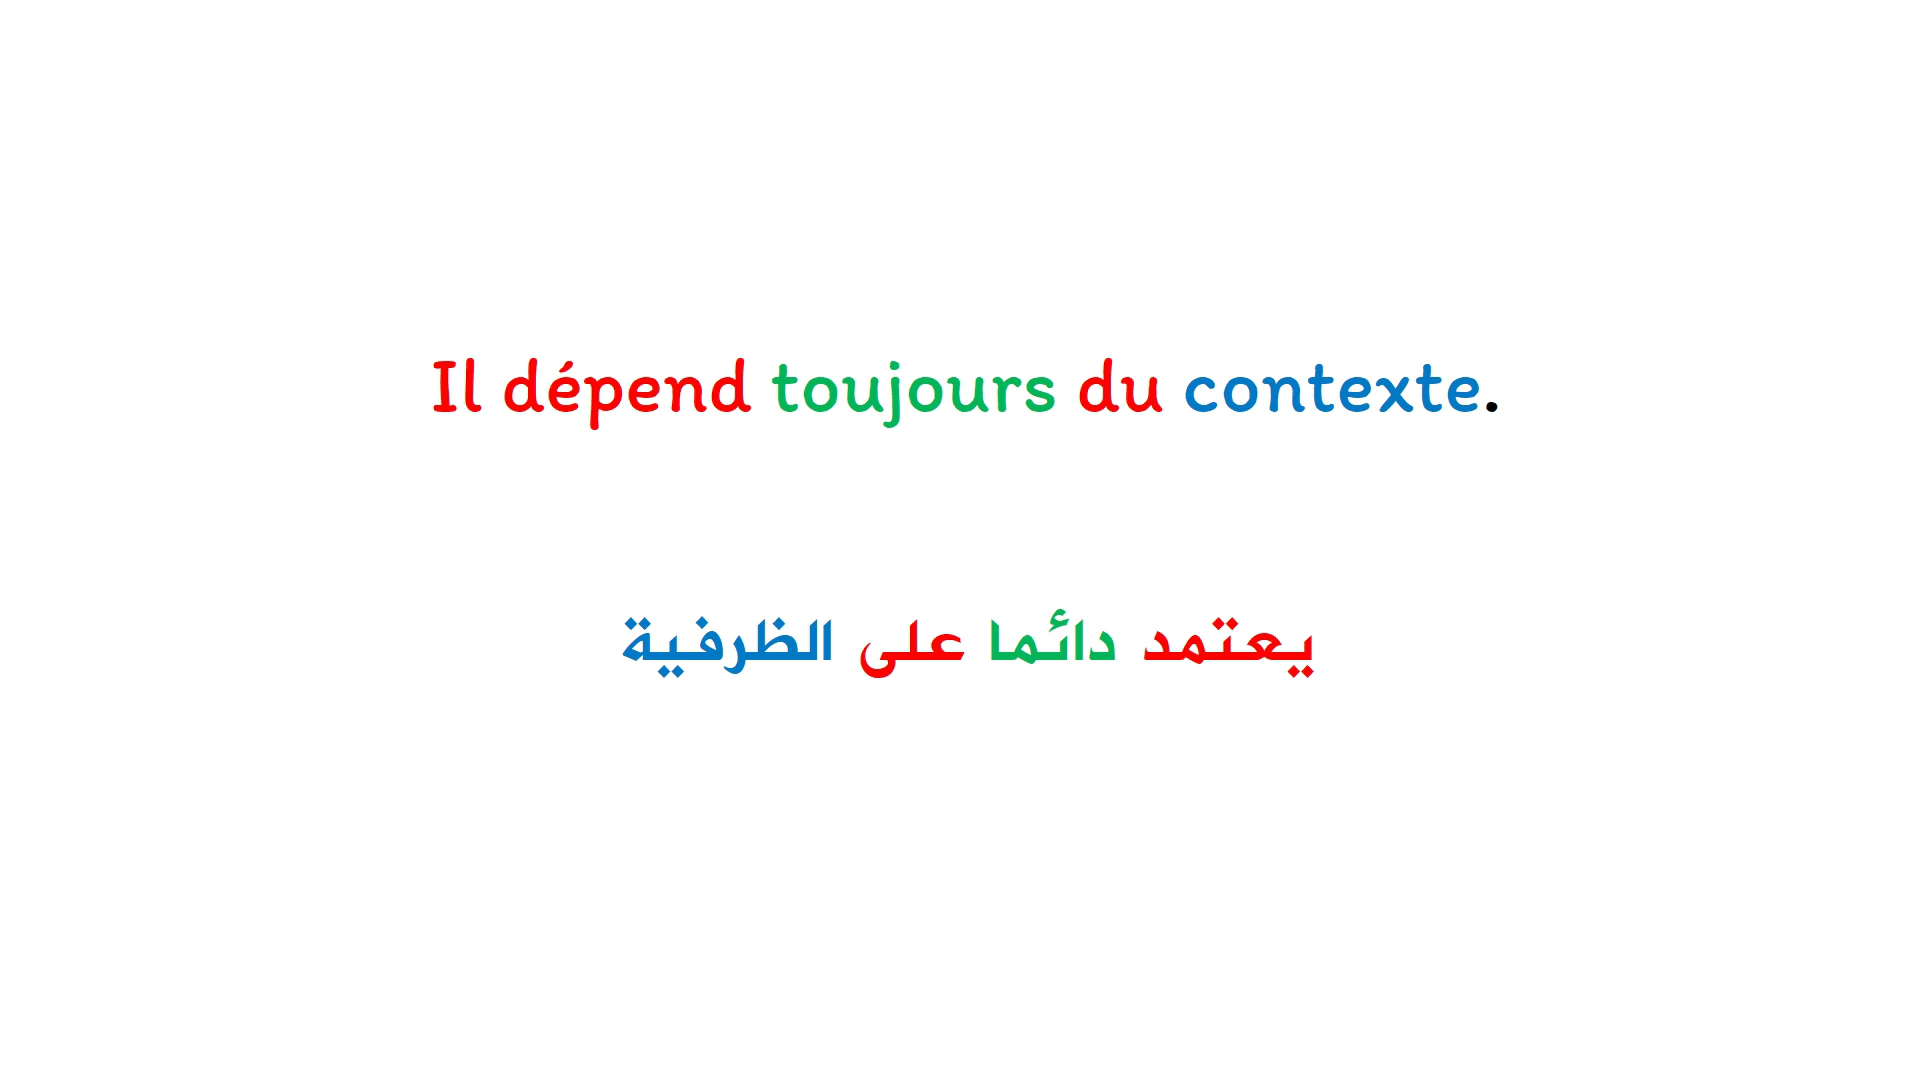 Il dépend toujours du contexte.
يعتمد دائما على الظرفية